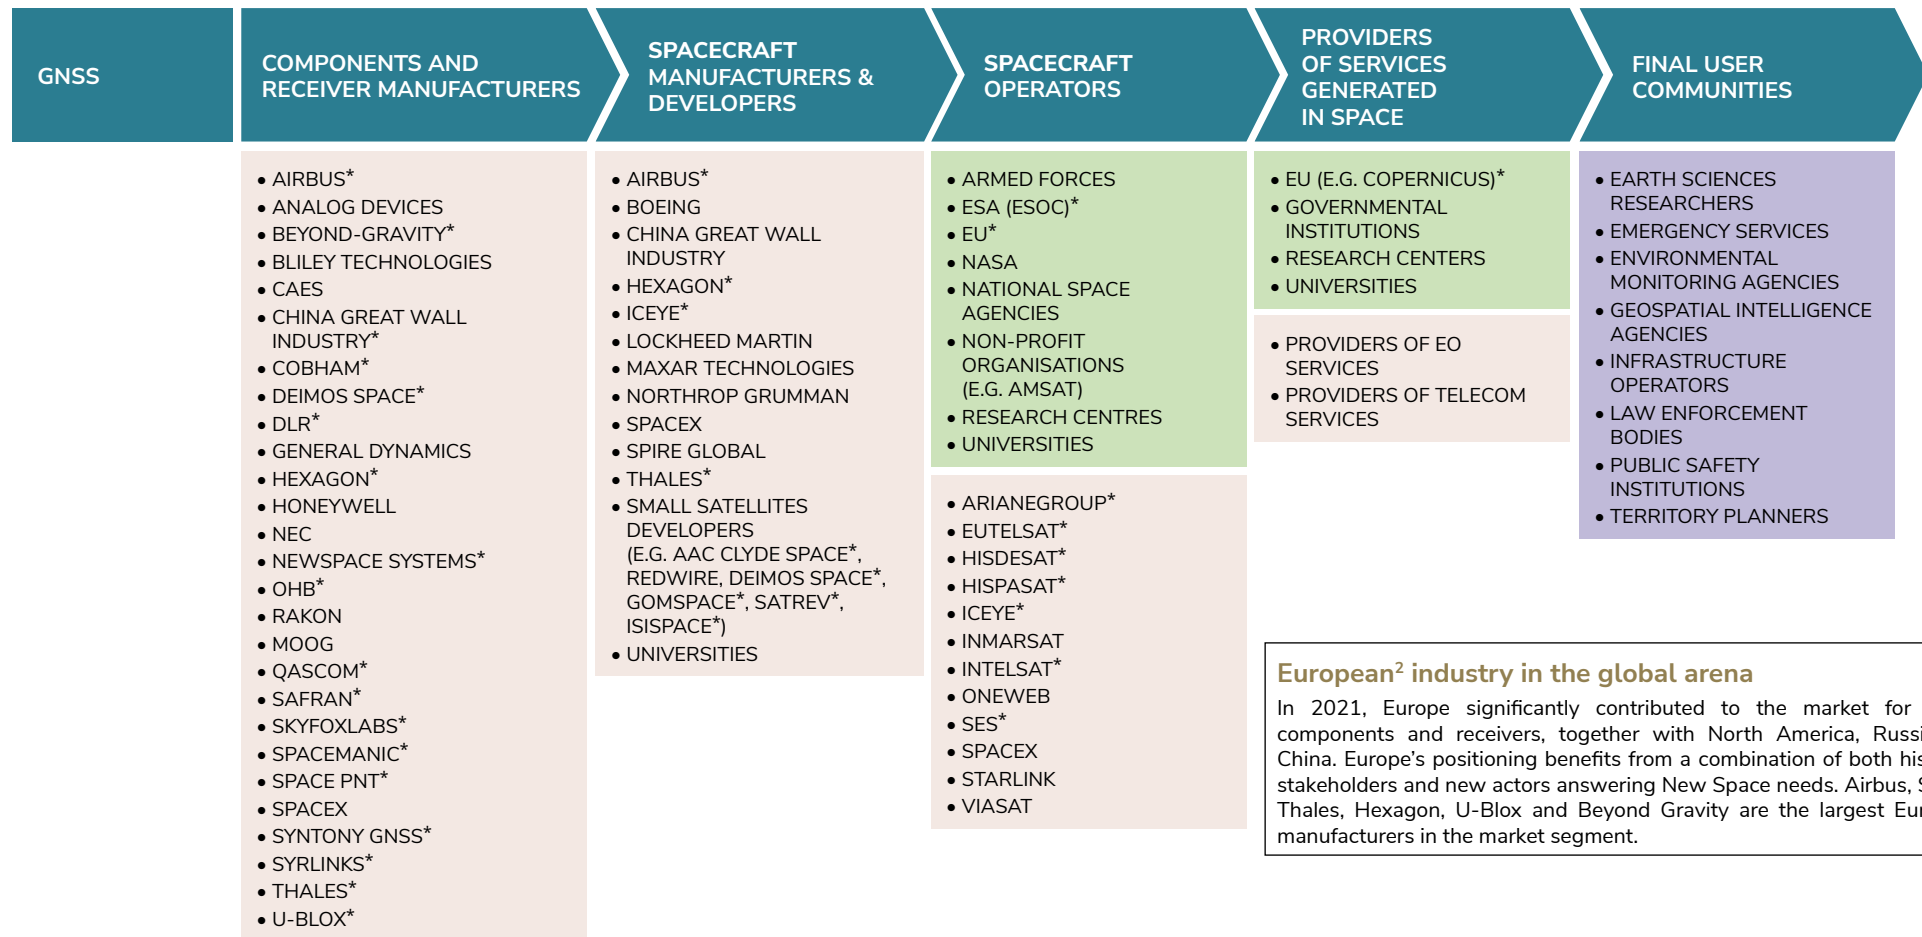 GNSS
COMPONENTS AND
RECEIVER MANUFACTURERS
SPACECRAFT
MANUFACTURERS &
DEVELOPERS
SPACECRAFT
OPERATORS
PROVIDERS
OF SERVICES
GENERATED
IN SPACE
FINAL USER
COMMUNITIES
• AIRBUS*
• ANALOG DEVICES
• BEYOND-GRAVITY*
• BLILEY TECHNOLOGIES
• CAES
• CHINA GREAT WALL
INDUSTRY*
• COBHAM*
• DEIMOS SPACE*
• DLR*
• GENERAL DYNAMICS
• HEXAGON*
• HONEYWELL
• NEC
• NEWSPACE SYSTEMS*
• OHB*
• RAKON
• MOOG
• QASCOM*
• SAFRAN*
• SKYFOXLABS*
• SPACEMANIC*
• SPACE PNT*
• SPACEX
• SYNTONY GNSS*
• SYRLINKS*
• THALES*
• U-BLOX*
• AIRBUS*
• BOEING
• CHINA GREAT WALL
INDUSTRY
• HEXAGON*
• ICEYE*
• LOCKHEED MARTIN
• MAXAR TECHNOLOGIES
• NORTHROP GRUMMAN
• SPACEX
• SPIRE GLOBAL
• THALES*
• SMALL SATELLITES
DEVELOPERS
(E.G. AAC CLYDE SPACE*,
REDWIRE, DEIMOS SPACE*,
GOMSPACE*, SATREV*,
ISISPACE*)
• UNIVERSITIES
• ARMED FORCES
• ESA (ESOC)*
• EU*
• NASA
• NATIONAL SPACE
AGENCIES
• NON-PROFIT
ORGANISATIONS
(E.G. AMSAT)
• RESEARCH CENTRES
• UNIVERSITIES
• ARIANEGROUP*
• EUTELSAT*
• HISDESAT*
• HISPASAT*
• ICEYE*
• INMARSAT
• INTELSAT*
• ONEWEB
• SES*
• SPACEX
• STARLINK
• VIASAT
• EU (E.G. COPERNICUS)*
• GOVERNMENTAL
INSTITUTIONS
• RESEARCH CENTERS
• UNIVERSITIES
• PROVIDERS OF EO
SERVICES
• PROVIDERS OF TELECOM
SERVICES
• EARTH SCIENCES
RESEARCHERS
• EMERGENCY SERVICES
• ENVIRONMENTAL
MONITORING AGENCIES
• GEOSPATIAL INTELLIGENCE
AGENCIES
• INFRASTRUCTURE
OPERATORS
• LAW ENFORCEMENT
BODIES
• PUBLIC SAFETY
INSTITUTIONS
• TERRITORY PLANNERS
European² industry in the global arena
In 2021, Europe significantly contributed to the market for
components and receivers, together with North America,
China. Europe's positioning benefits from a combination of both
stakeholders and new actors answering New Space needs. Airbus,
Thales, Hexagon, U-Blox and Beyond Gravity are the largest
manufacturers in the market segment.